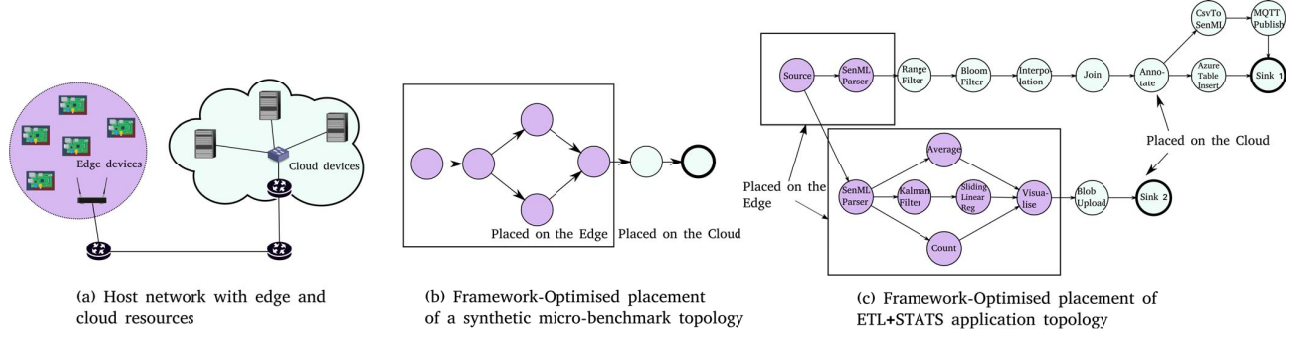 Edge devices
Cloud devices
(a) Host network with edge and
cloud resources
Placed on the Edge
Placed on the Cloud
(b) Framework-Optimised placement
of a synthetic micro-benchmark topology
CsvTo
SenML
MQTT
Publish
Source
SenML
Parser
Range
Filter
Bloom
Filter
Interpo
lation
Join
Anno-
tate
Azure
Table
Insert
Sink 1
Placed on the Cloud
Placed on the
Edge
SenML
Parser
Average
Kalman
Filter
Sliding
Linear
Reg
Count
Visua-
lise
Blob
Upload
Sink 2
(c) Framework-Optimised placement of
ETL+STATS application topology